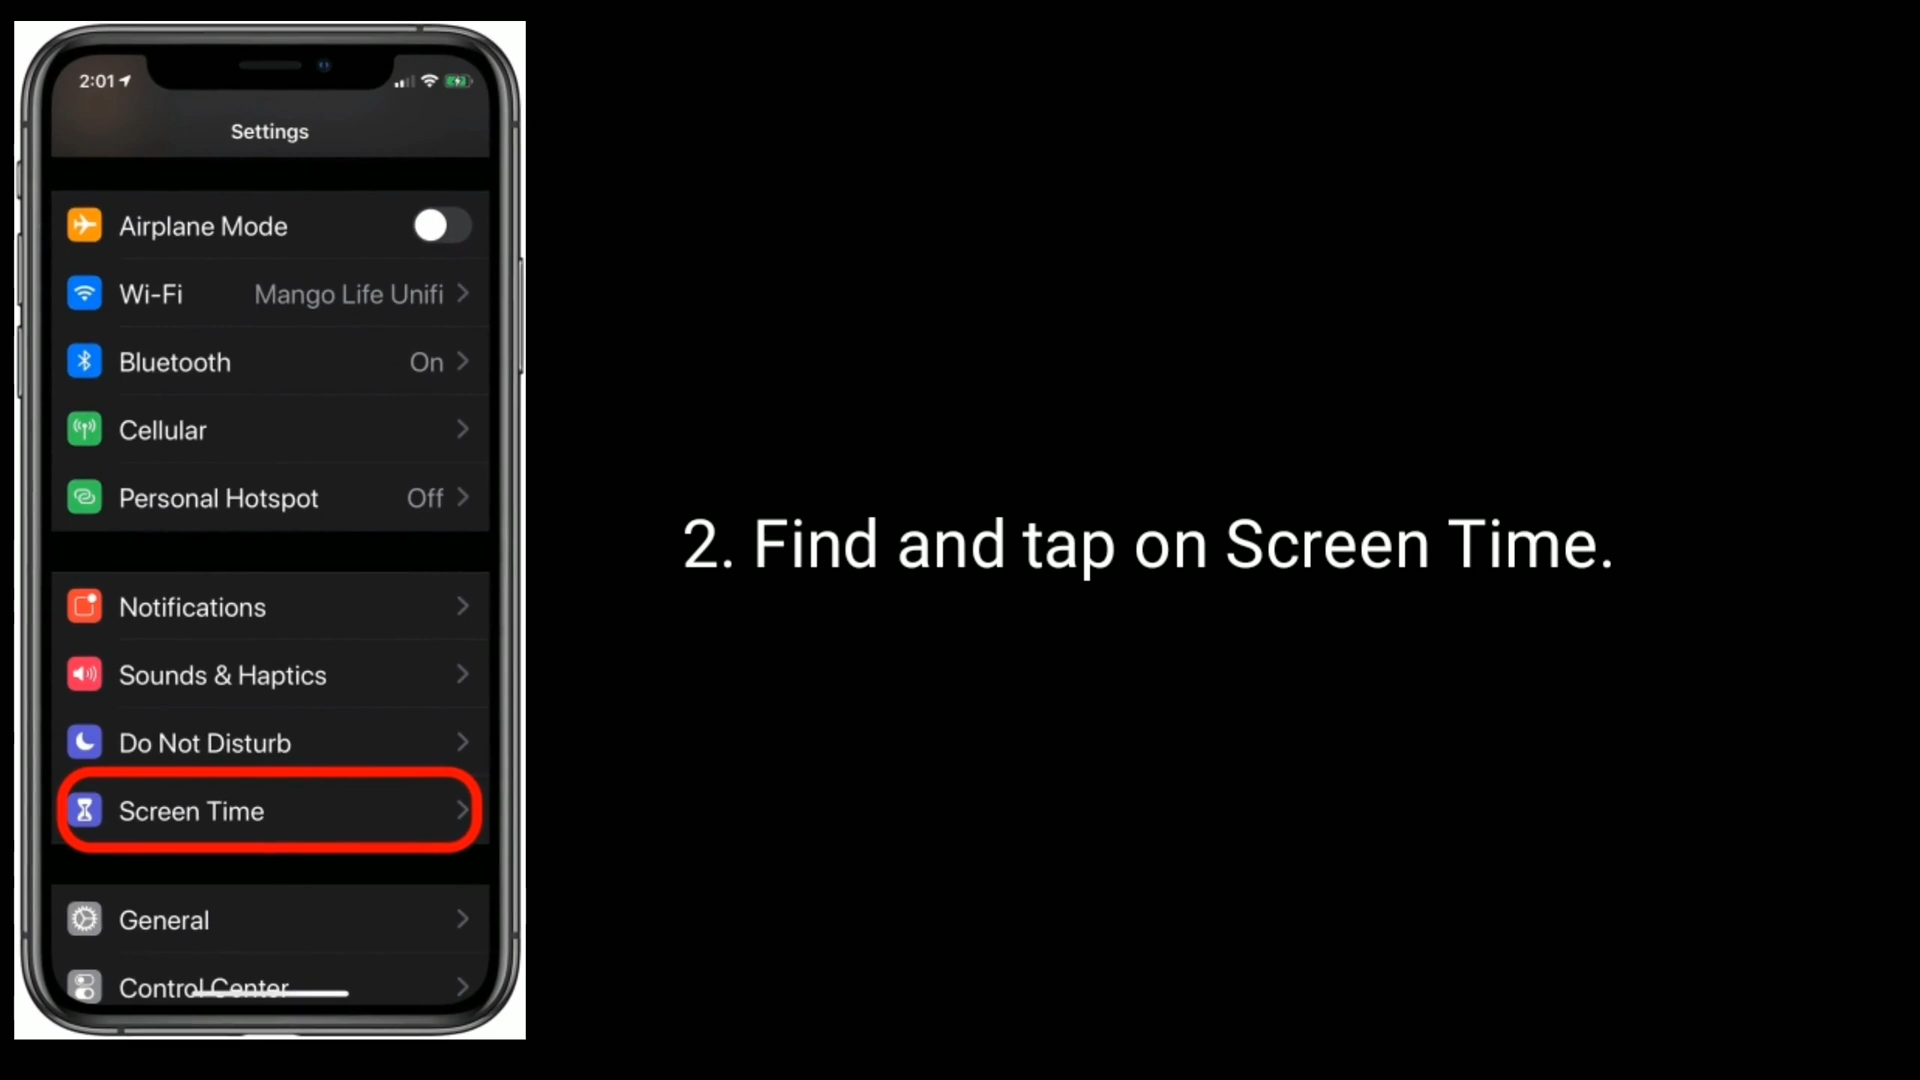 2:01
Settings
Airplane Mode
Wi-Fi Mango Life Unifi
Bluetooth On
Cellular
Personal Hotspot Off
Notifications
Sounds & Haptics
Do Not Disturb
Screen Time
General
Control Center
2. Find and tap on Screen Time.